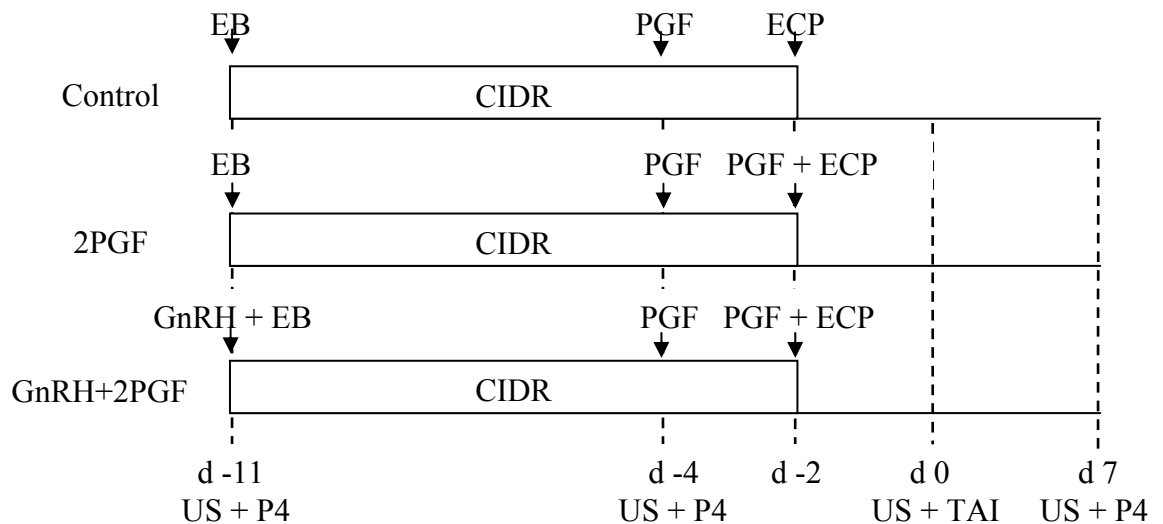 EB PGF ECP
Control CIDR
EB PGF PGF + ECP
2PGF CIDR
GnRH + EB PGF PGF + ECP
GnRH+2PGF CIDR
d -11 d -4 d -2 d 0 d 7
US + P4 US + P4 US + TAI US + P4